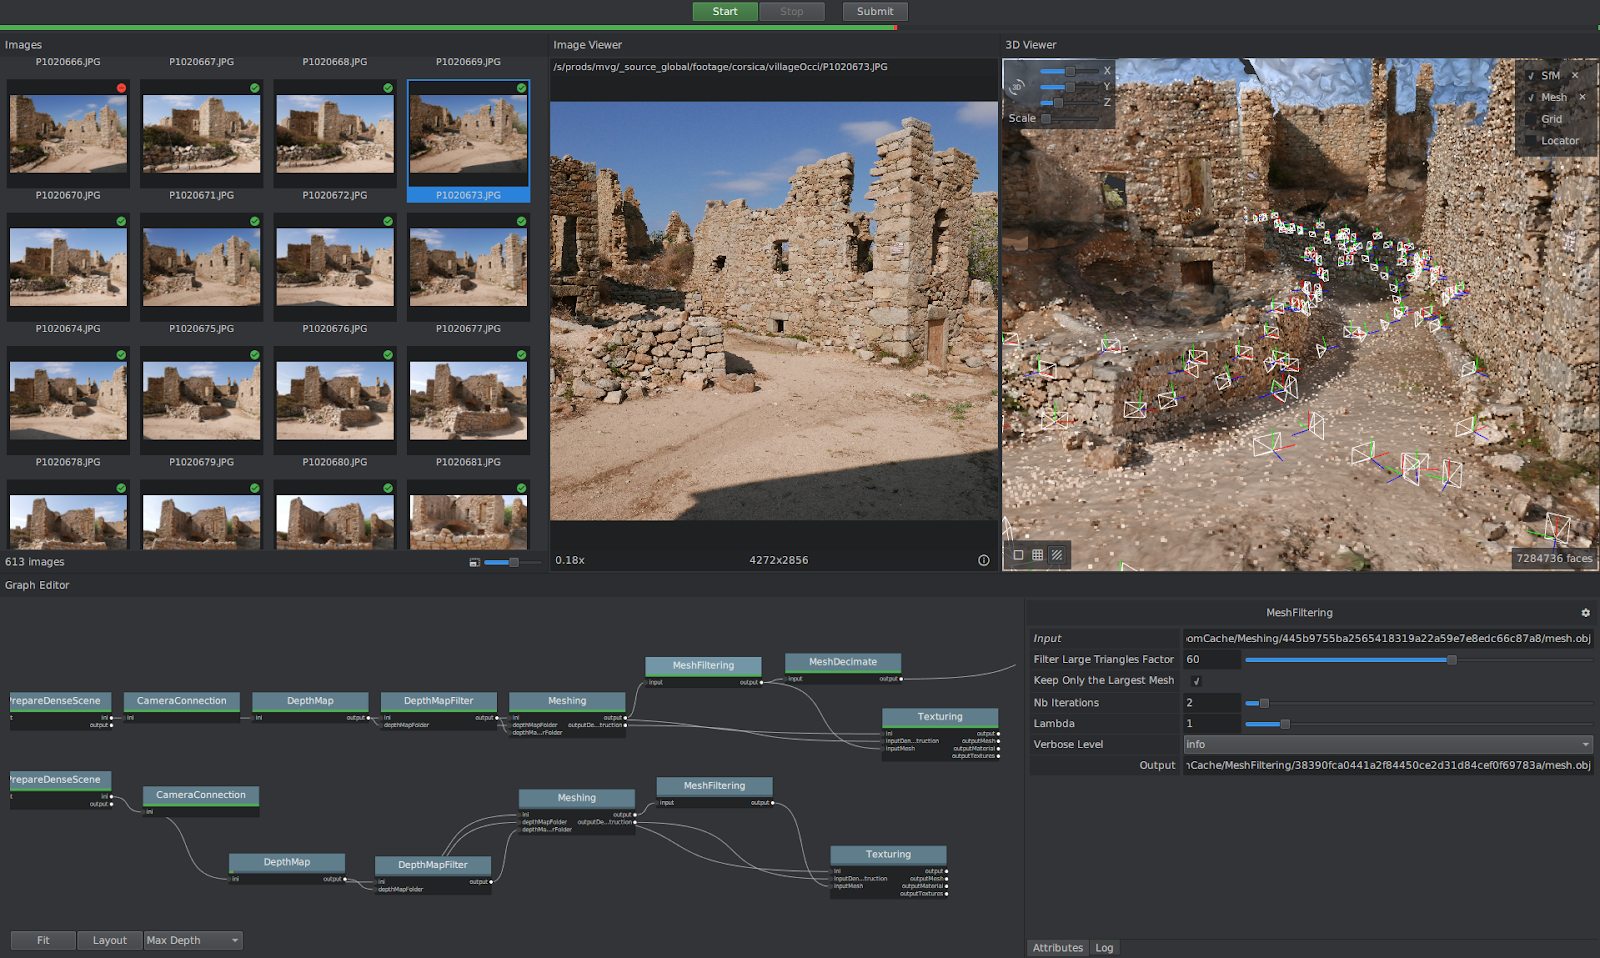 Start
Stop
Submit
Images
Image Viewer
3D Viewer
P1020666.JPG
P1020667.JPG
P1020668.JPG
P1020669.JPG
P1020670.JPG
P1020671.JPG
P1020672.JPG
P1020673.JPG
P1020674.JPG
P1020675.JPG
P1020676.JPG
P1020677.JPG
P1020678.JPG
P1020679.JPG
P1020680.JPG
P1020681.JPG
613 images
/s/prods/mvg/_source_global/footage/corsica/villageOcci/P1020673.JPG
0.18x
4272x2856
3D
X
Y
Z
Scale
SfM
Mesh
Grid
Locator
7284736 faces
Graph Editor
PrepareDenseScene
ini
output
CameraConnection
ini
DepthMap
ini
output
DepthMapFilter
ini
output
depthMapFolder
Meshing
ini
output
depthMapFolder
outputDe...truction
depthMa...rFolder
MeshFiltering
input
output
MeshDecimate
input
output
Texturing
ini
output
inputDen...truction
outputMesh
inputMesh
outputMaterial
outputTextures
PrepareDenseScene
ini
output
CameraConnection
ini
DepthMap
ini
output
DepthMapFilter
ini
output
depthMapFolder
Meshing
ini
output
depthMapFolder
outputDe...truction
depthMa...rFolder
MeshFiltering
input
output
Texturing
ini
output
inputDen...truction
outputMesh
inputMesh
outputMaterial
outputTextures
Fit
Layout
Max Depth
MeshFiltering
Input
omCache/Meshing/445b9755ba2565418319a22a59e7e8edc66c87a8/mesh.obj
Filter Large Triangles Factor
60
Keep Only the Largest Mesh
Nb Iterations
2
Lambda
1
Verbose Level
info
Output
Cache/MeshFiltering/38390fca0441a2f84450ce2d31d84cef0f69783a/mesh.obj
Attributes
Log